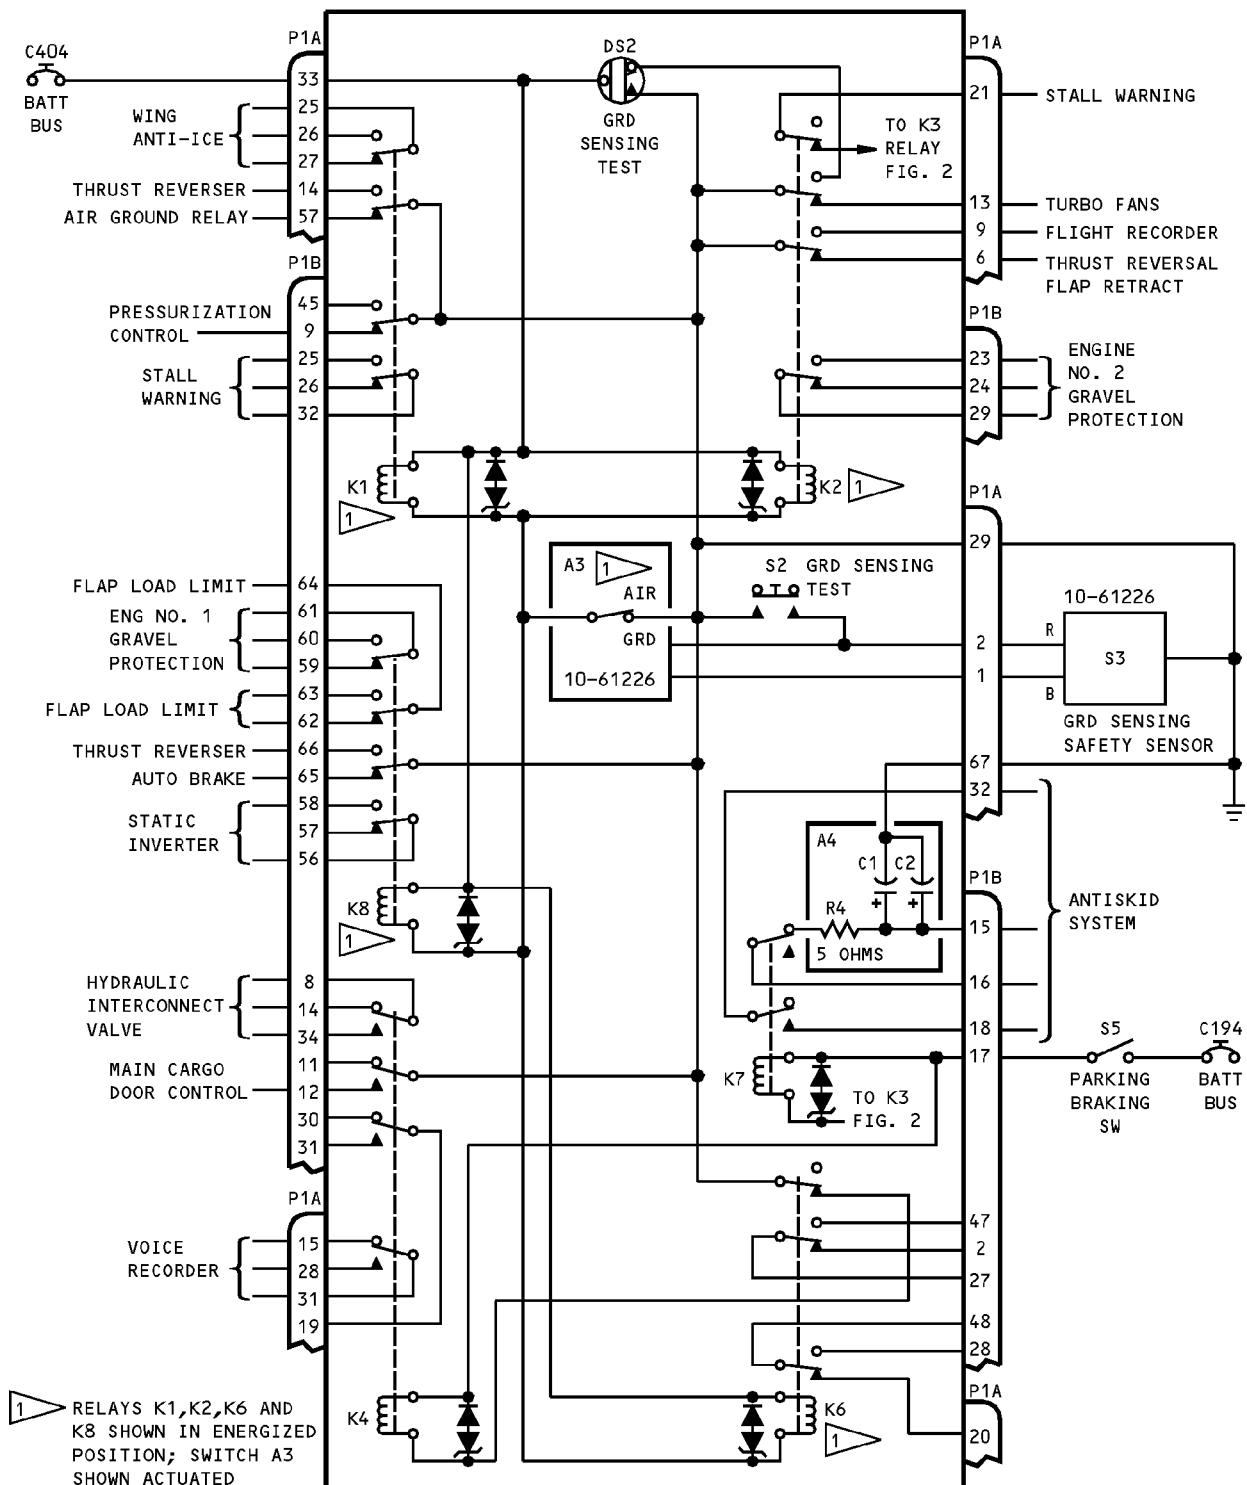 C404
BATT
BUS
P1A
33
25
26
27
14
57
WING
ANTI-ICE
THRUST REVERSER
AIR GROUND RELAY
P1B
45
9
25
26
32
PRESSURIZATION
CONTROL
STALL
WARNING
K1
1
DS2
GRD
SENSING
TEST
TO K3
RELAY
FIG. 2
P1A
21
13
9
6
STALL WARNING
TURBO FANS
FLIGHT RECORDER
THRUST REVERSAL
FLAP RETRACT
P1B
23
24
29
ENGINE
NO. 2
GRAVEL
PROTECTION
K2
1
P1A
29
2
1
67
32
A3
1
AIR
GRD
10-61226
S2 GRD SENSING
TEST
10-61226
R
S3
B
GRD SENSING
SAFETY SENSOR
FLAP LOAD LIMIT
ENG NO. 1
GRAVEL
PROTECTION
FLAP LOAD LIMIT
THRUST REVERSER
AUTO BRAKE
STATIC
INVERTER
64
61
60
59
63
62
66
65
58
57
56
K8
1
A4
C1 C2
+ +
R4
5 OHMS
P1B
15
16
18
17
ANTISKID
SYSTEM
HYDRAULIC
INTERCONNECT
VALVE
MAIN CARGO
DOOR CONTROL
8
14
34
11
12
30
31
K7
TO K3
FIG. 2
S5
PARKING
BRAKING
SW
C194
BATT
BUS
P1A
15
28
31
19
VOICE
RECORDER
47
2
27
48
28
P1A
20
K4
K6
1
1 RELAYS K1,K2,K6 AND
K8 SHOWN IN ENERGIZED
POSITION; SWITCH A3
SHOWN ACTUATED